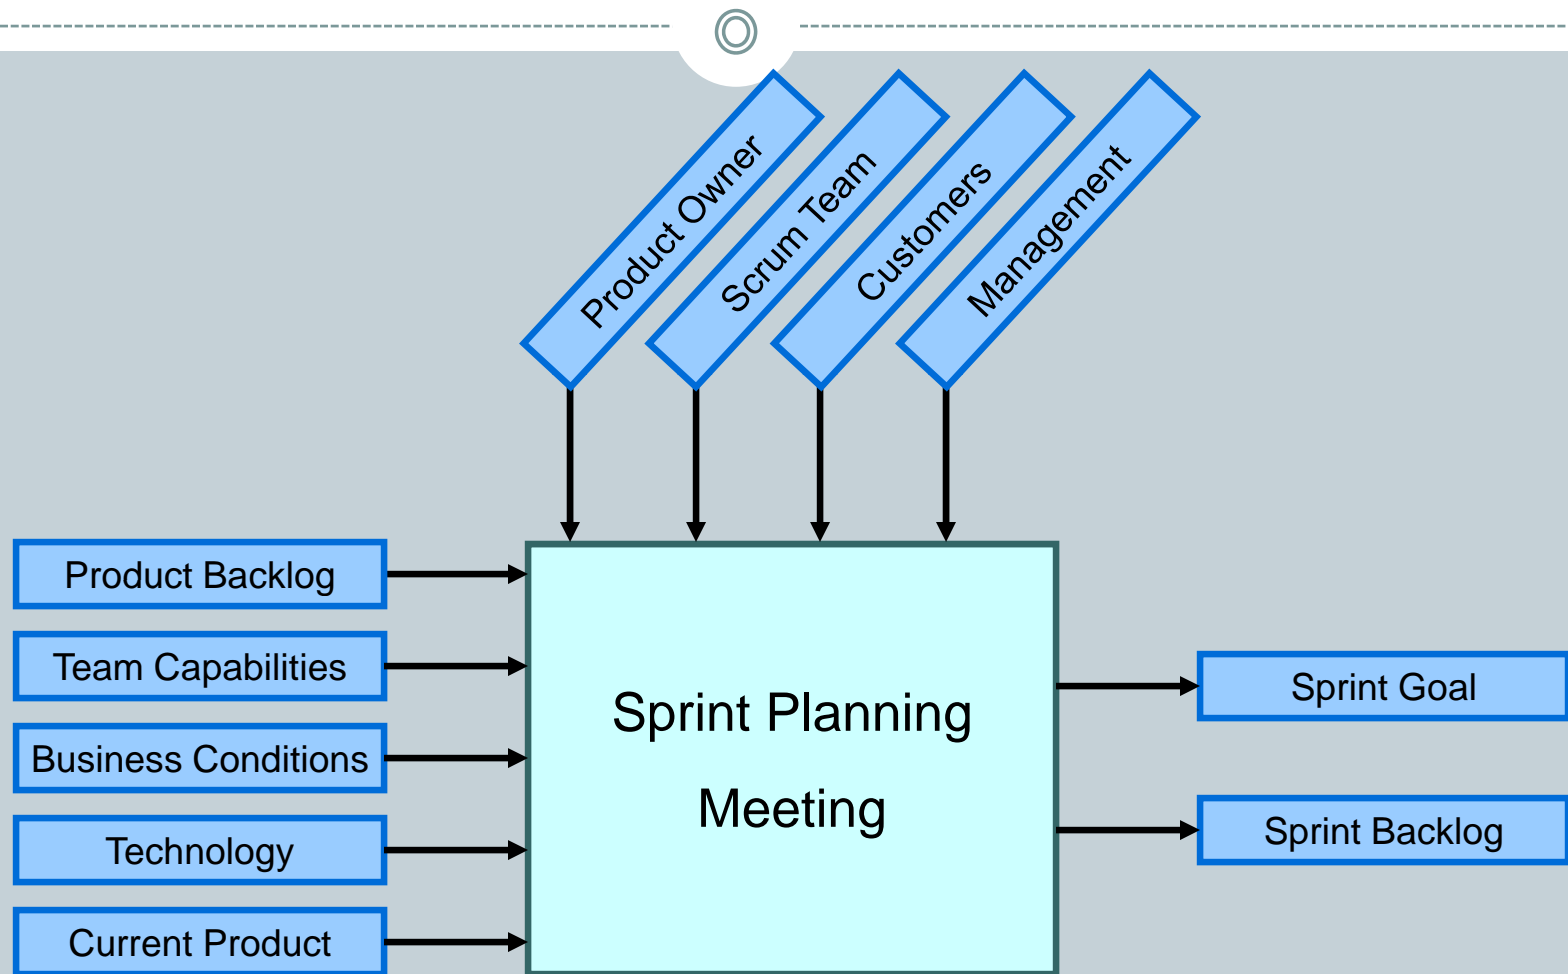 Product Owner
Scrum Team
Customers
Management
Product Backlog
Team Capabilities
Business Conditions
Technology
Current Product
Sprint Planning
Meeting
Sprint Goal
Sprint Backlog